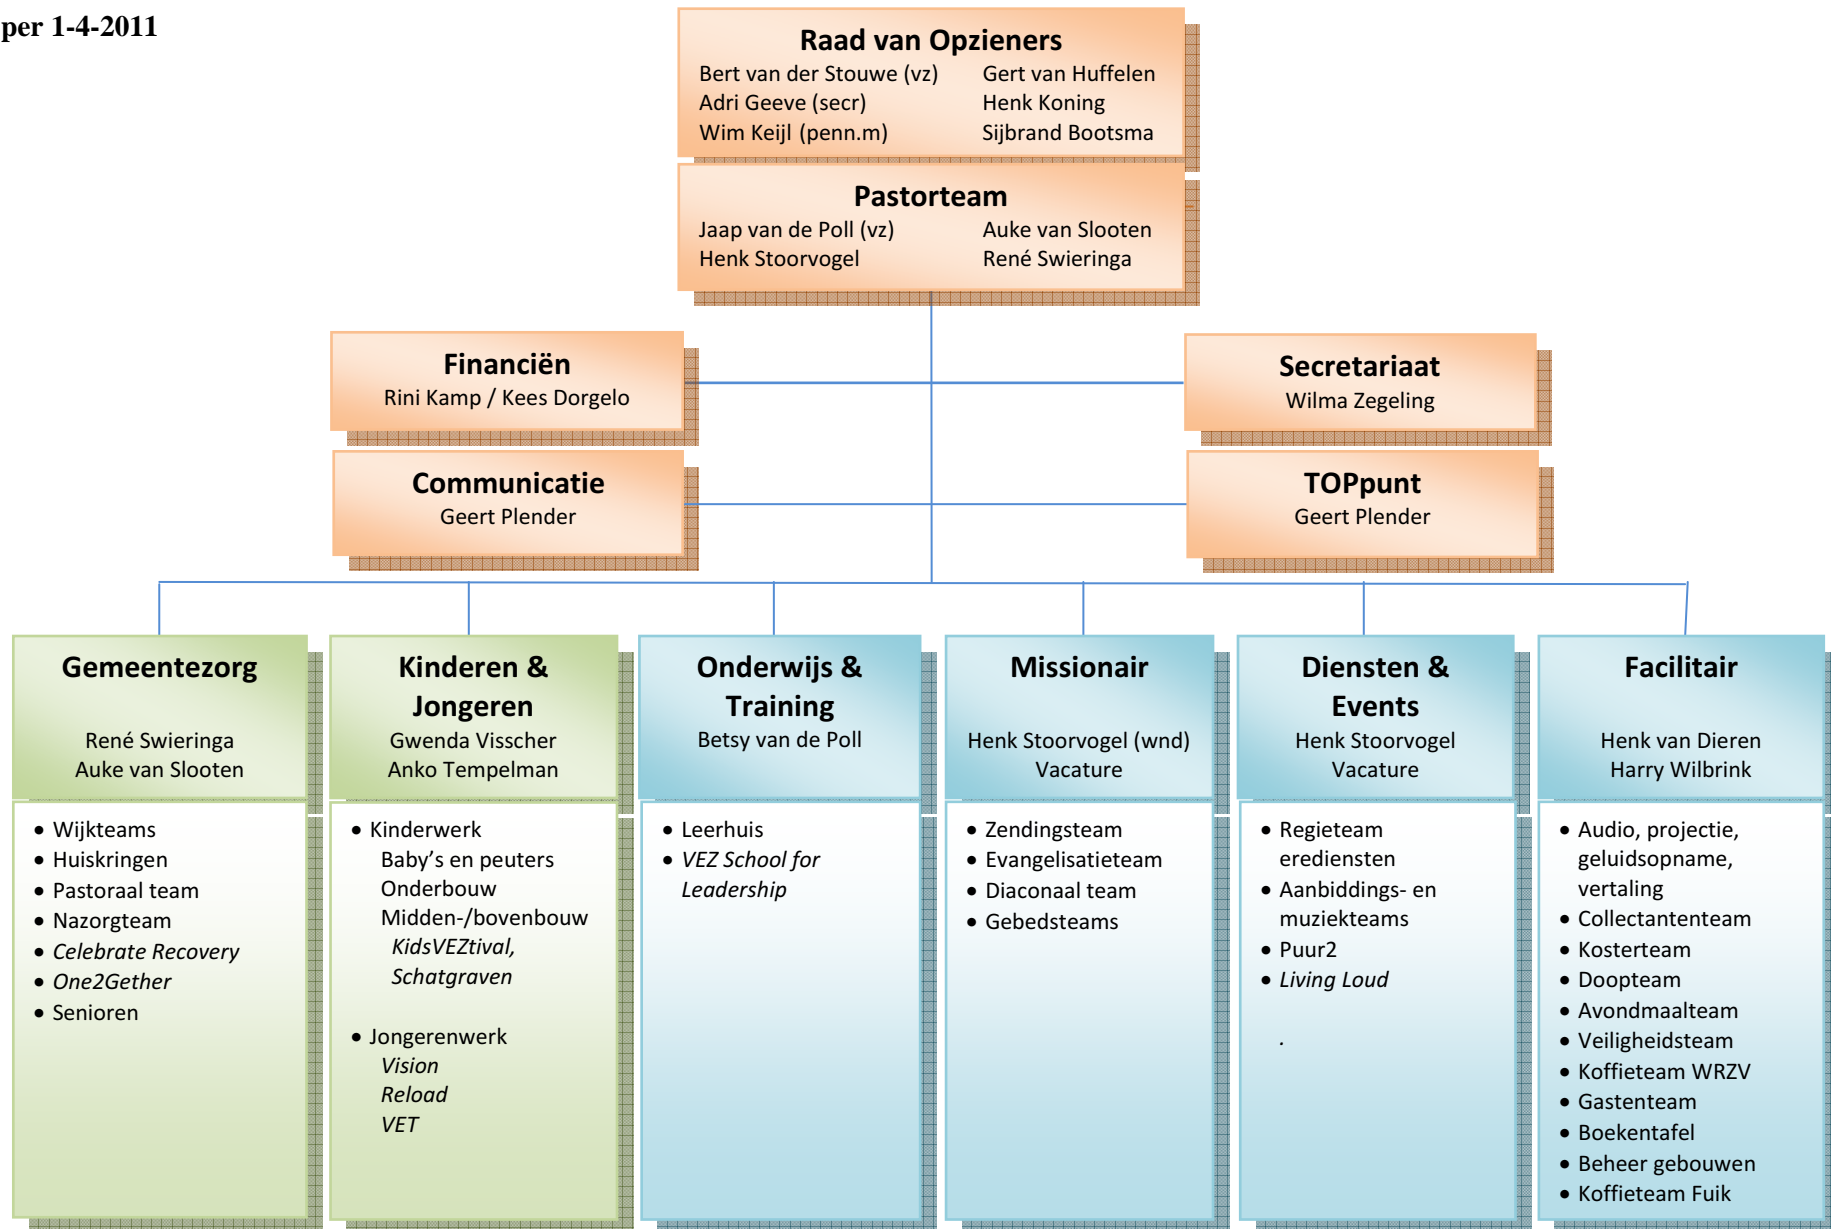 per 1-4-2011
Raad van Opzieners
Bert van der Stouwe (vz) Gert van Huffelen
Adri Geeve (secr) Henk Koning
Wim Keijl (penn.m) Sijbrand Bootsma
Pastorteam
Jaap van de Poll (vz) Auke van Slooten
Henk Stoorvogel René Swieringa
Financiën
Rini Kamp / Kees Dorgelo
Secretariaat
Wilma Zegeling
Communicatie
Geert Plender
TOPpunt
Geert Plender
Gemeentezorg
René Swieringa
Auke van Slooten
• Wijkteams
• Huiskringen
• Pastoraal team
• Nazorgteam
• Celebrate Recovery
• One2Gether
• Senioren
Kinderen &
Jongeren
Gwenda Visscher
Anko Tempelman
• Kinderwerk
Baby's en peuters
Onderbouw
Midden-/bovenbouw
KidsVEZtival,
Schatgraven
• Jongerenwerk
Vision
Reload
VET
Onderwijs &
Training
Betsy van de Poll
• Leerhuis
• VEZ School for
Leadership
Missionair
Henk Stoorvogel (wnd)
Vacature
• Zendingsteam
• Evangelisatieteam
• Diaconaal team
• Gebedsteams
Diensten &
Events
Henk Stoorvogel
Vacature
• Regieteam
erediensten
• Aanbiddings- en
muziekteams
• Puur2
• Living Loud
.
Facilitair
Henk van Dieren
Harry Wilbrink
• Audio, projectie,
geluidsopname,
vertaling
• Collectantenteam
• Kosterteam
• Doopteam
• Avondmaalteam
• Veiligheidsteam
• Koffieteam WRZV
• Gastenteam
• Boekentafel
• Beheer gebouwen
• Koffieteam Fuik